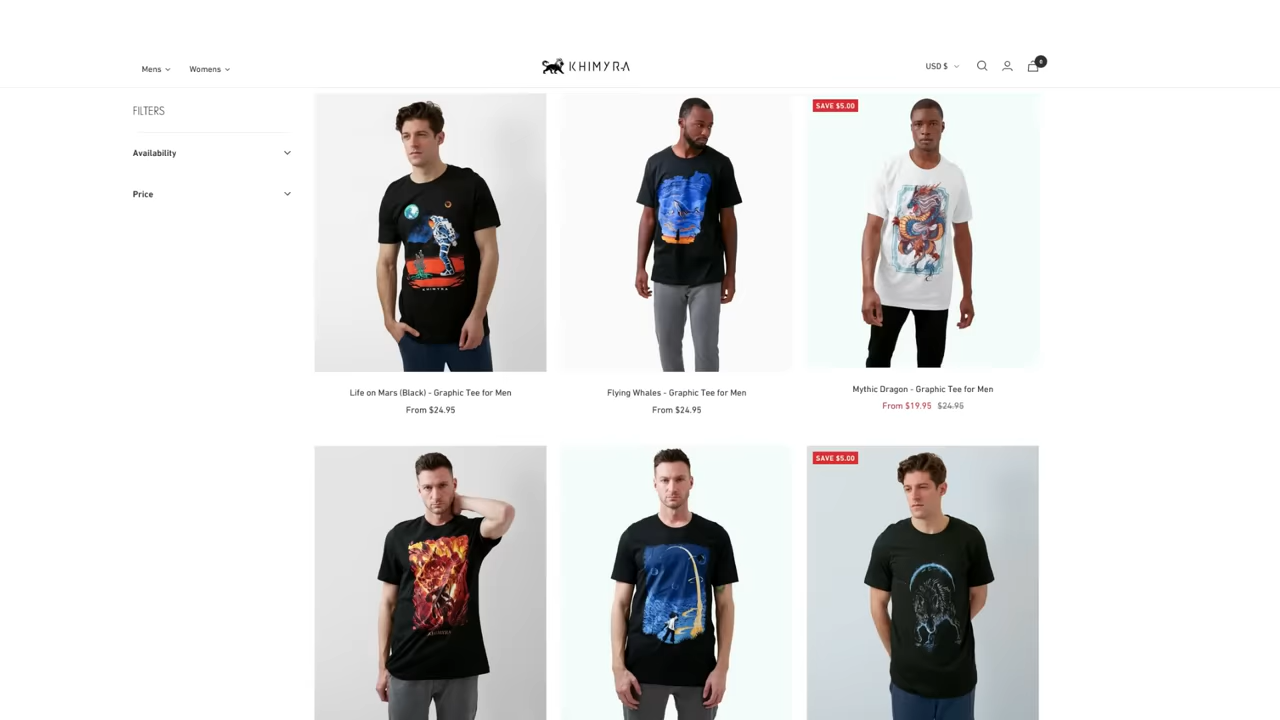 Mens
Womens
KHIMYRA
USD $
0
FILTERS
Availability
Price
SAVE $5.00
KHIMYRA
Life on Mars (Black) - Graphic Tee for Men
From $24.95
Flying Whales - Graphic Tee for Men
From $24.95
Mythic Dragon - Graphic Tee for Men
From $19.95 $24.95
SAVE $5.00